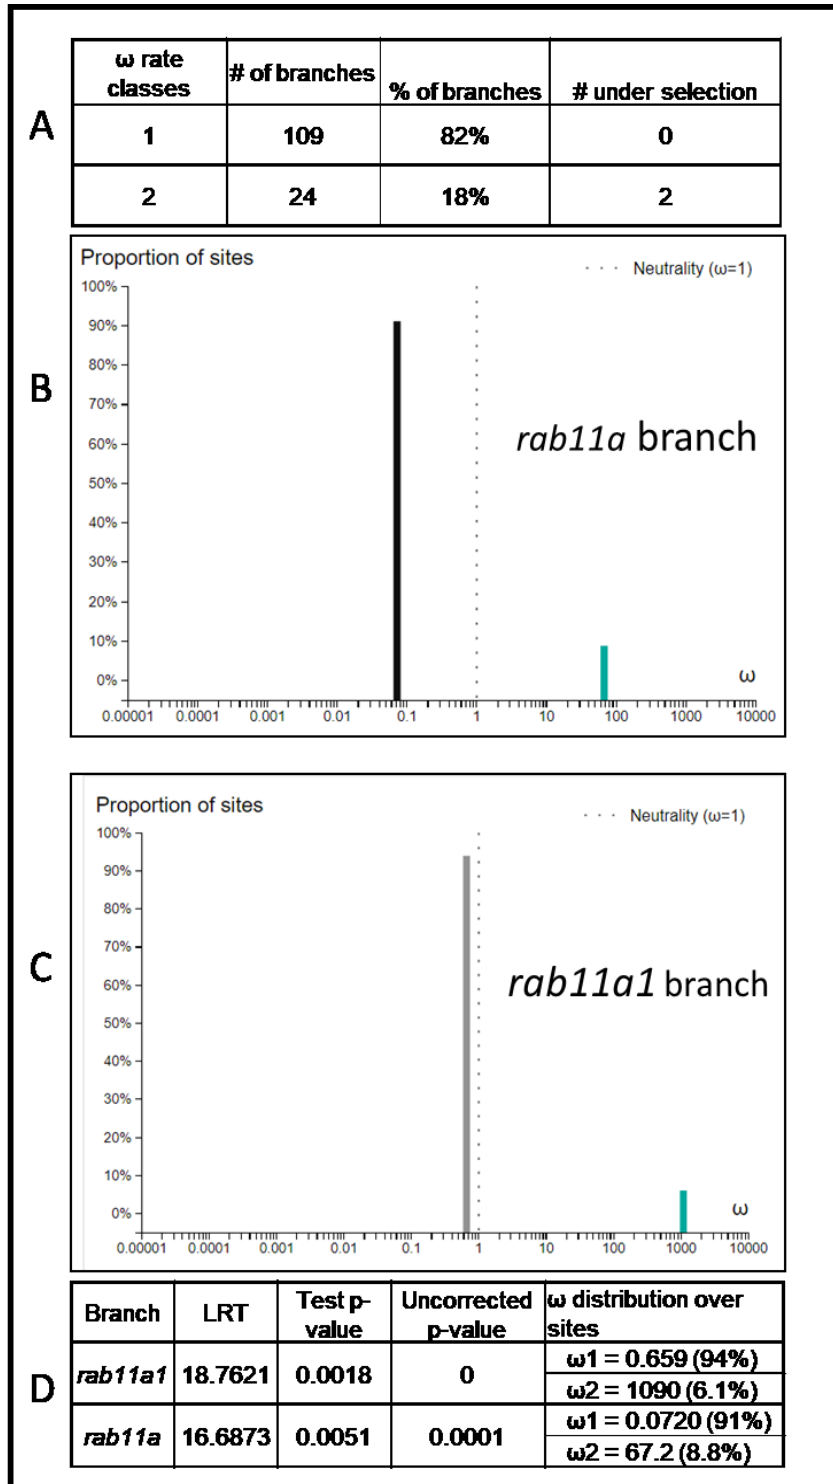 A
ω rate classes # of branches % of branches # under selection
1 109 82% 0
2 24 18% 2
B
Proportion of sites
· · · Neutrality (ω=1)
100%
90%
80%
70%
60%
50%
40%
30%
20%
10%
0%
rab11a branch
ω
0.00001 0.0001 0.001 0.01 0.1 1 10 100 1000 10000
C
Proportion of sites
· · · Neutrality (ω=1)
100%
90%
80%
70%
60%
50%
40%
30%
20%
10%
0%
rab11a1 branch
ω
0.00001 0.0001 0.001 0.01 0.1 1 10 100 1000 10000
D
Branch LRT Test p-value Uncorrected p-value ω distribution over sites
rab11a1 18.7621 0.0018 0 ω1 = 0.659 (94%)
ω2 = 1090 (6.1%)
rab11a 16.6873 0.0051 0.0001 ω1 = 0.0720 (91%)
ω2 = 67.2 (8.8%)